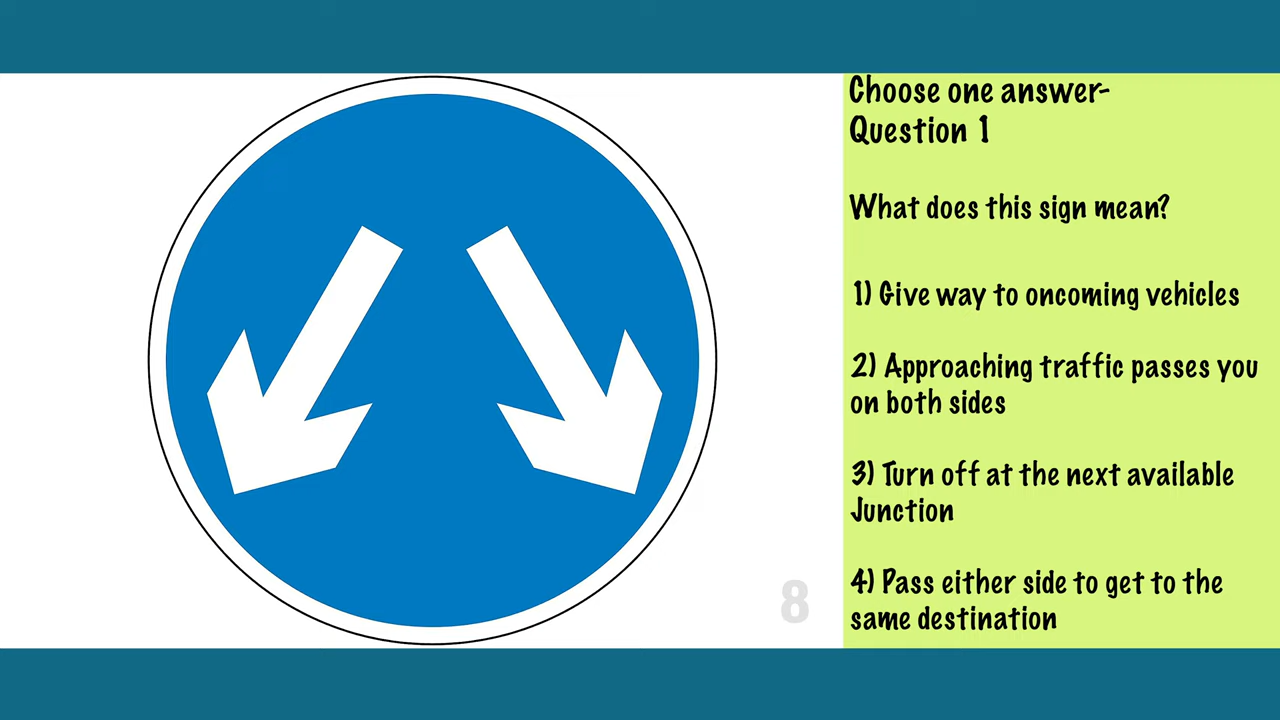 Choose one answer-
Question 1
What does this sign mean?
1) Give way to oncoming vehicles
2) Approaching traffic passes you
on both sides
3) Turn off at the next available
Junction
4) Pass either side to get to the
same destination
8